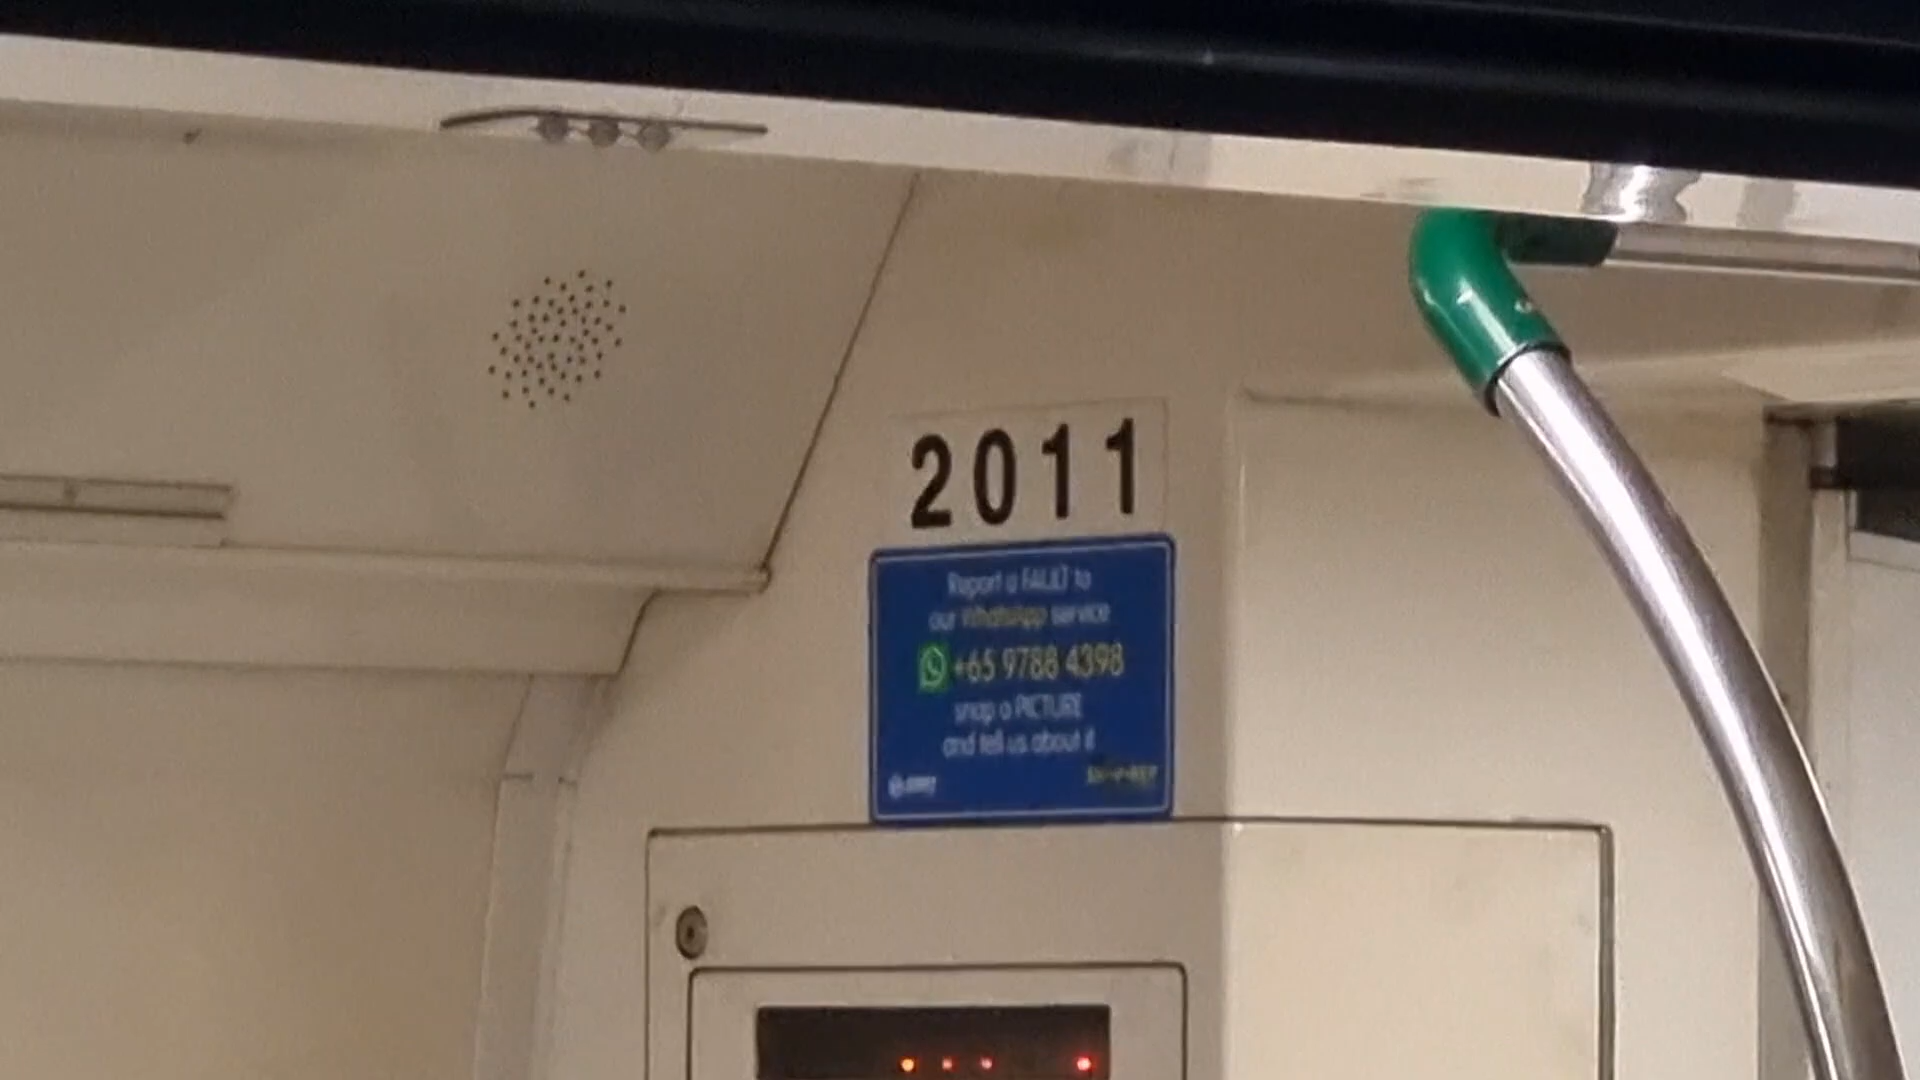 2011
Report a FAULT to
our WhatsApp service
+65 9788 4398
snap a PICTURE
and tell us about it